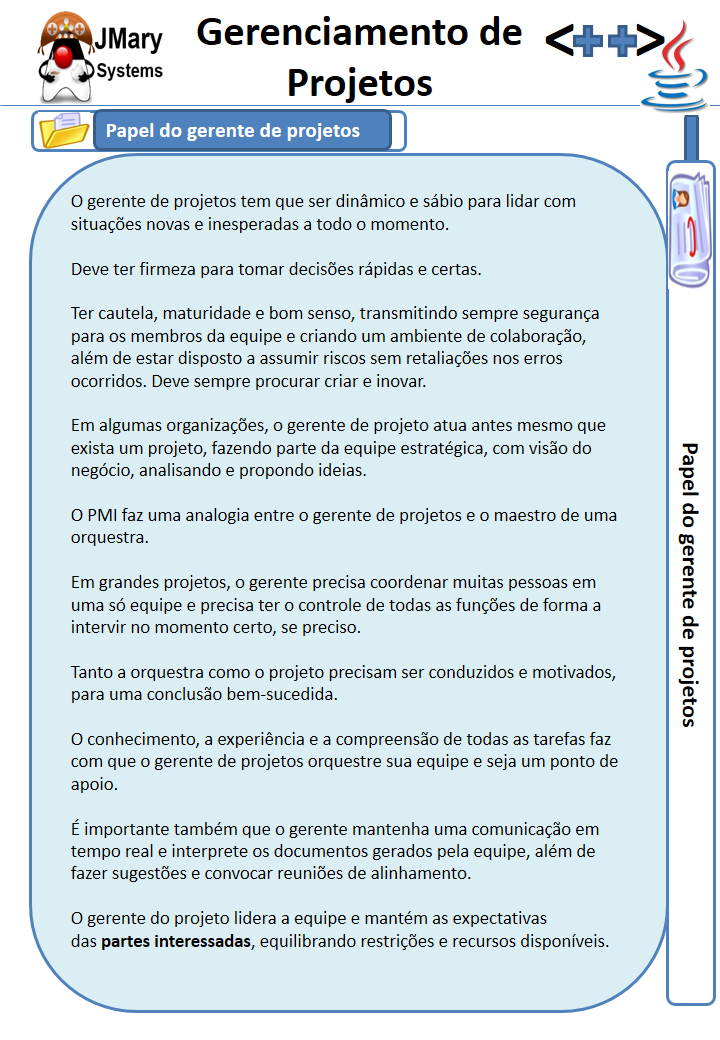 JMary
Systems
Gerenciamento de
Projetos
<++>
Papel do gerente de projetos
O gerente de projetos tem que ser dinâmico e sábio para lidar com
situações novas e inesperadas a todo o momento.
Deve ter firmeza para tomar decisões rápidas e certas.
Ter cautela, maturidade e bom senso, transmitindo sempre segurança
para os membros da equipe e criando um ambiente de colaboração,
além de estar disposto a assumir riscos sem retaliações nos erros
ocorridos. Deve sempre procurar criar e inovar.
Em algumas organizações, o gerente de projeto atua antes mesmo que
exista um projeto, fazendo parte da equipe estratégica, com visão do
negócio, analisando e propondo ideias.
O PMI faz uma analogia entre o gerente de projetos e o maestro de uma
orquestra.
Em grandes projetos, o gerente precisa coordenar muitas pessoas em
uma só equipe e precisa ter o controle de todas as funções de forma a
intervir no momento certo, se preciso.
Tanto a orquestra como o projeto precisam ser conduzidos e motivados,
para uma conclusão bem-sucedida.
O conhecimento, a experiência e a compreensão de todas as tarefas faz
com que o gerente de projetos orquestre sua equipe e seja um ponto de
apoio.
É importante também que o gerente mantenha uma comunicação em
tempo real e interprete os documentos gerados pela equipe, além de
fazer sugestões e convocar reuniões de alinhamento.
O gerente do projeto lidera a equipe e mantém as expectativas
das partes interessadas, equilibrando restrições e recursos disponíveis.
Papel do gerente de projetos